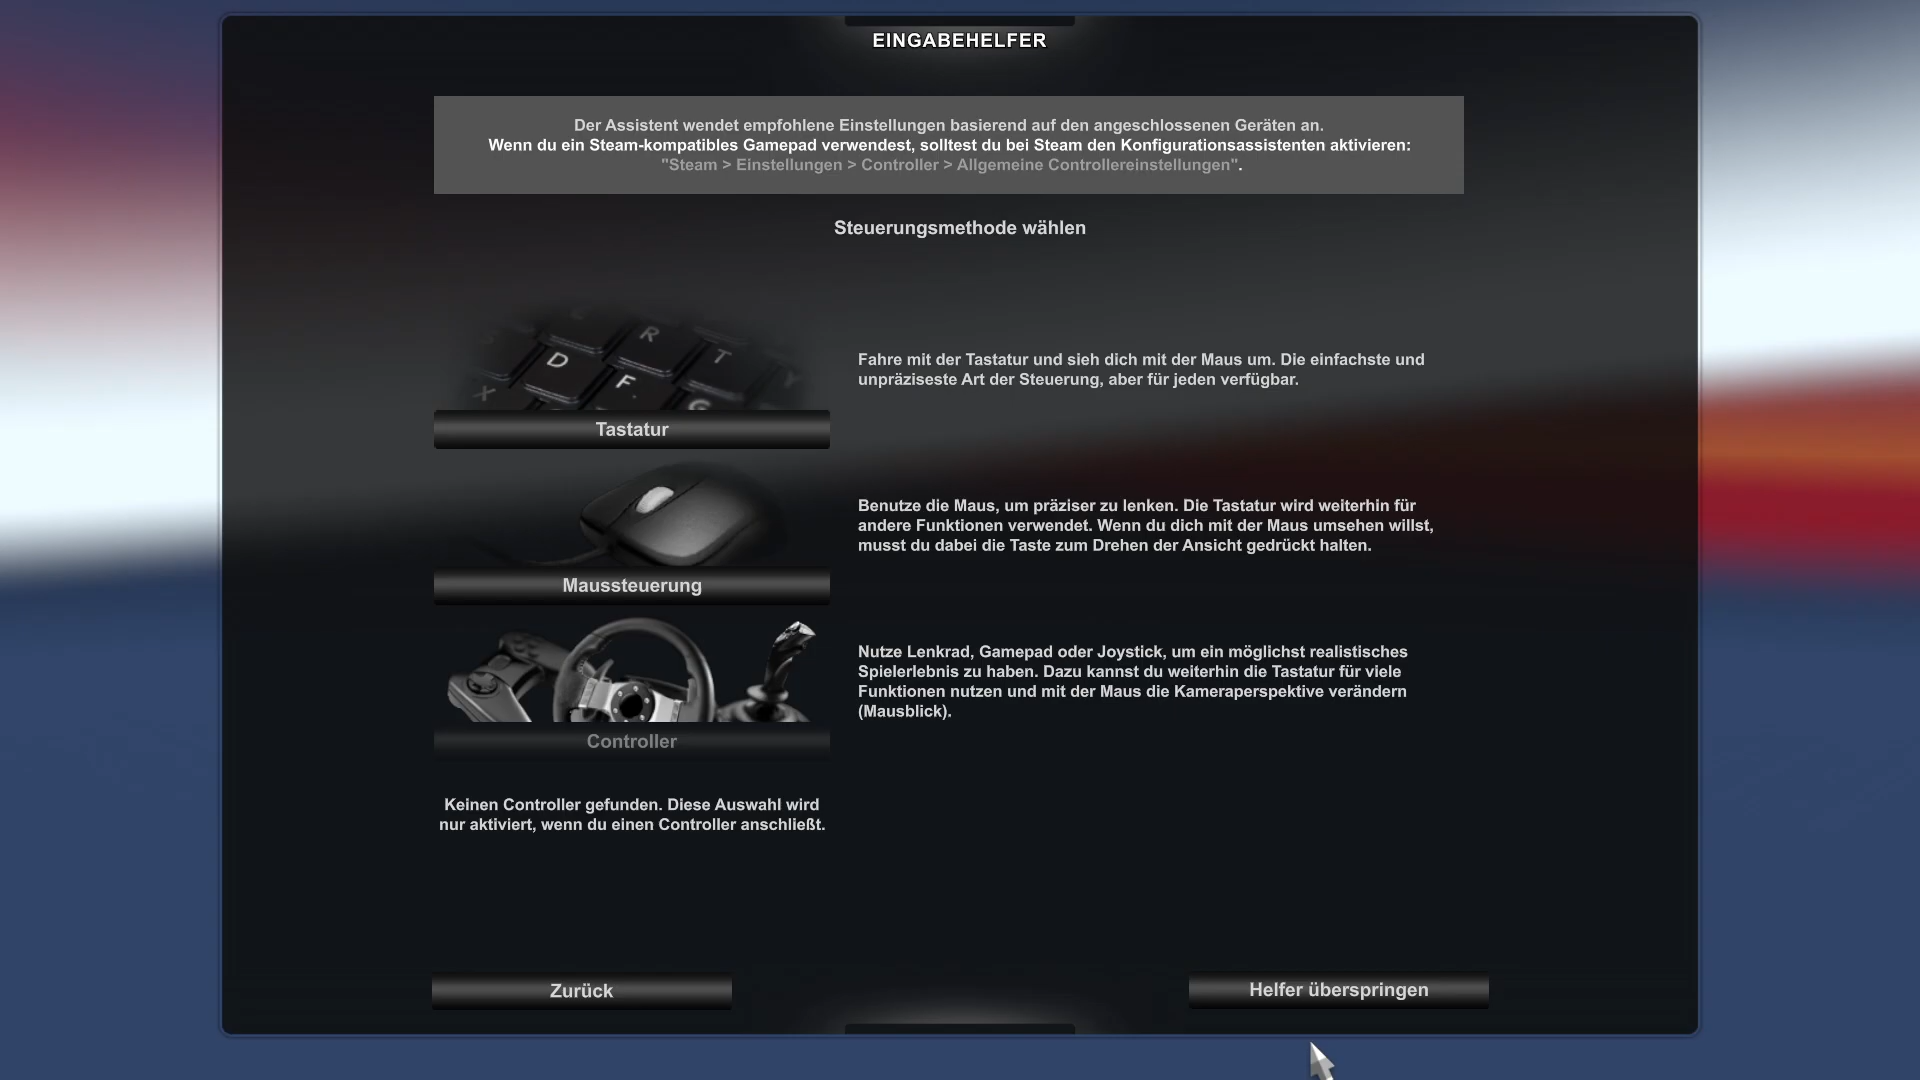 EINGABEHELFER
Der Assistent wendet empfohlene Einstellungen basierend auf den angeschlossenen Geräten an.
Wenn du ein Steam-kompatibles Gamepad verwendest, solltest du bei Steam den Konfigurationsassistenten aktivieren:
"Steam > Einstellungen > Controller > Allgemeine Controllereinstellungen".
Steuerungsmethode wählen
R
T
D
F
X
G
Tastatur
Fahre mit der Tastatur und sieh dich mit der Maus um. Die einfachste und
unpräziseste Art der Steuerung, aber für jeden verfügbar.
Maussteuerung
Benutze die Maus, um präziser zu lenken. Die Tastatur wird weiterhin für
andere Funktionen verwendet. Wenn du dich mit der Maus umsehen willst,
musst du dabei die Taste zum Drehen der Ansicht gedrückt halten.
Controller
Nutze Lenkrad, Gamepad oder Joystick, um ein möglichst realistisches
Spielerlebnis zu haben. Dazu kannst du weiterhin die Tastatur für viele
Funktionen nutzen und mit der Maus die Kameraperspektive verändern
(Mausblick).
Keinen Controller gefunden. Diese Auswahl wird
nur aktiviert, wenn du einen Controller anschließt.
Zurück
Helfer überspringen